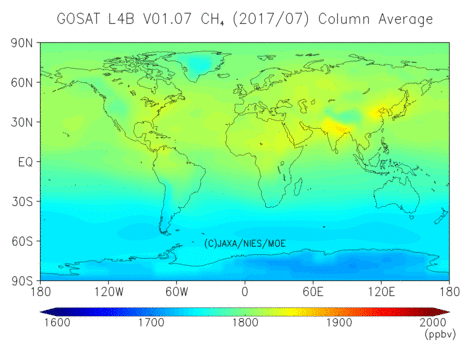 GOSAT L4B V01.07 CH₄ (2017/07) Column Average
90N
60N
30N
EQ
30S
60S
90S
(C)JAXA/NIES/MOE
180 120W 60W 0 60E 120E 180
1600 1700 1800 1900 2000
(ppbv)